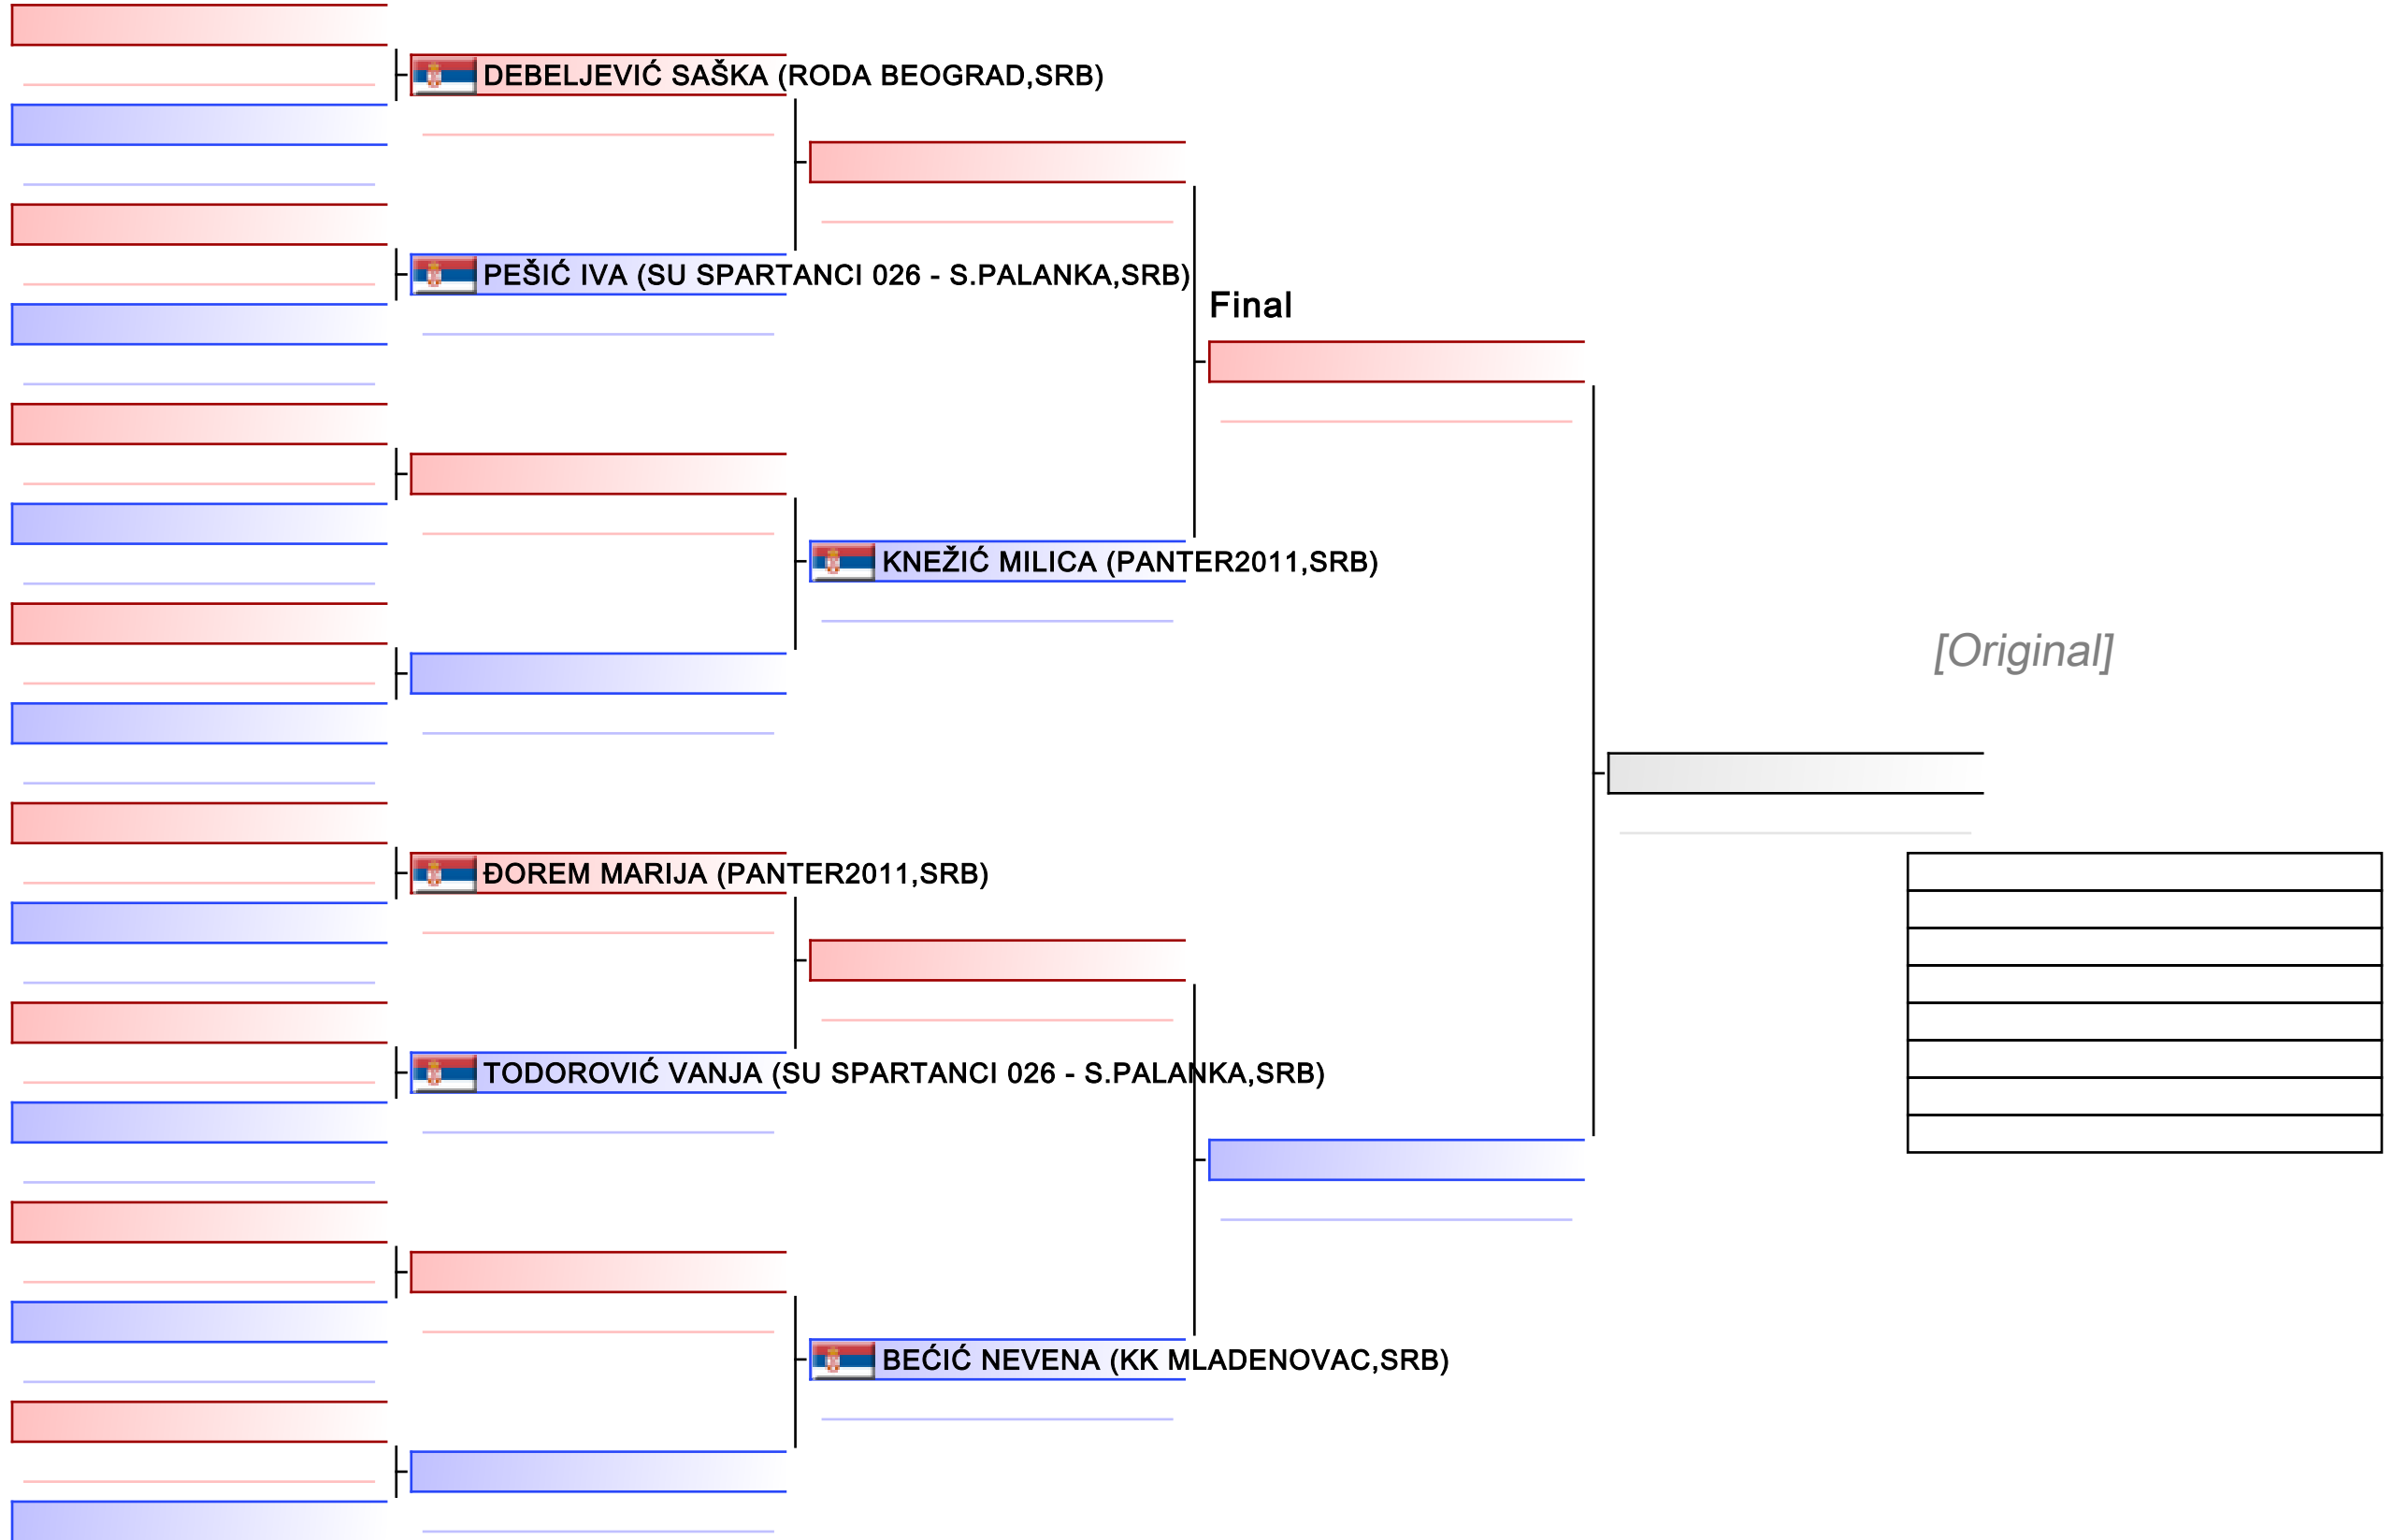 DEBELJEVIĆ SAŠKA (RODA BEOGRAD,SRB)
PEŠIĆ IVA (SU SPARTANCI 026 - S.PALANKA,SRB)
Final
KNEŽIĆ MILICA (PANTER2011,SRB)
[Original]
ĐOREM MARIJA (PANTER2011,SRB)
TODOROVIĆ VANJA (SU SPARTANCI 026 - S.PALANKA,SRB)
BEĆIĆ NEVENA (KK MLADENOVAC,SRB)